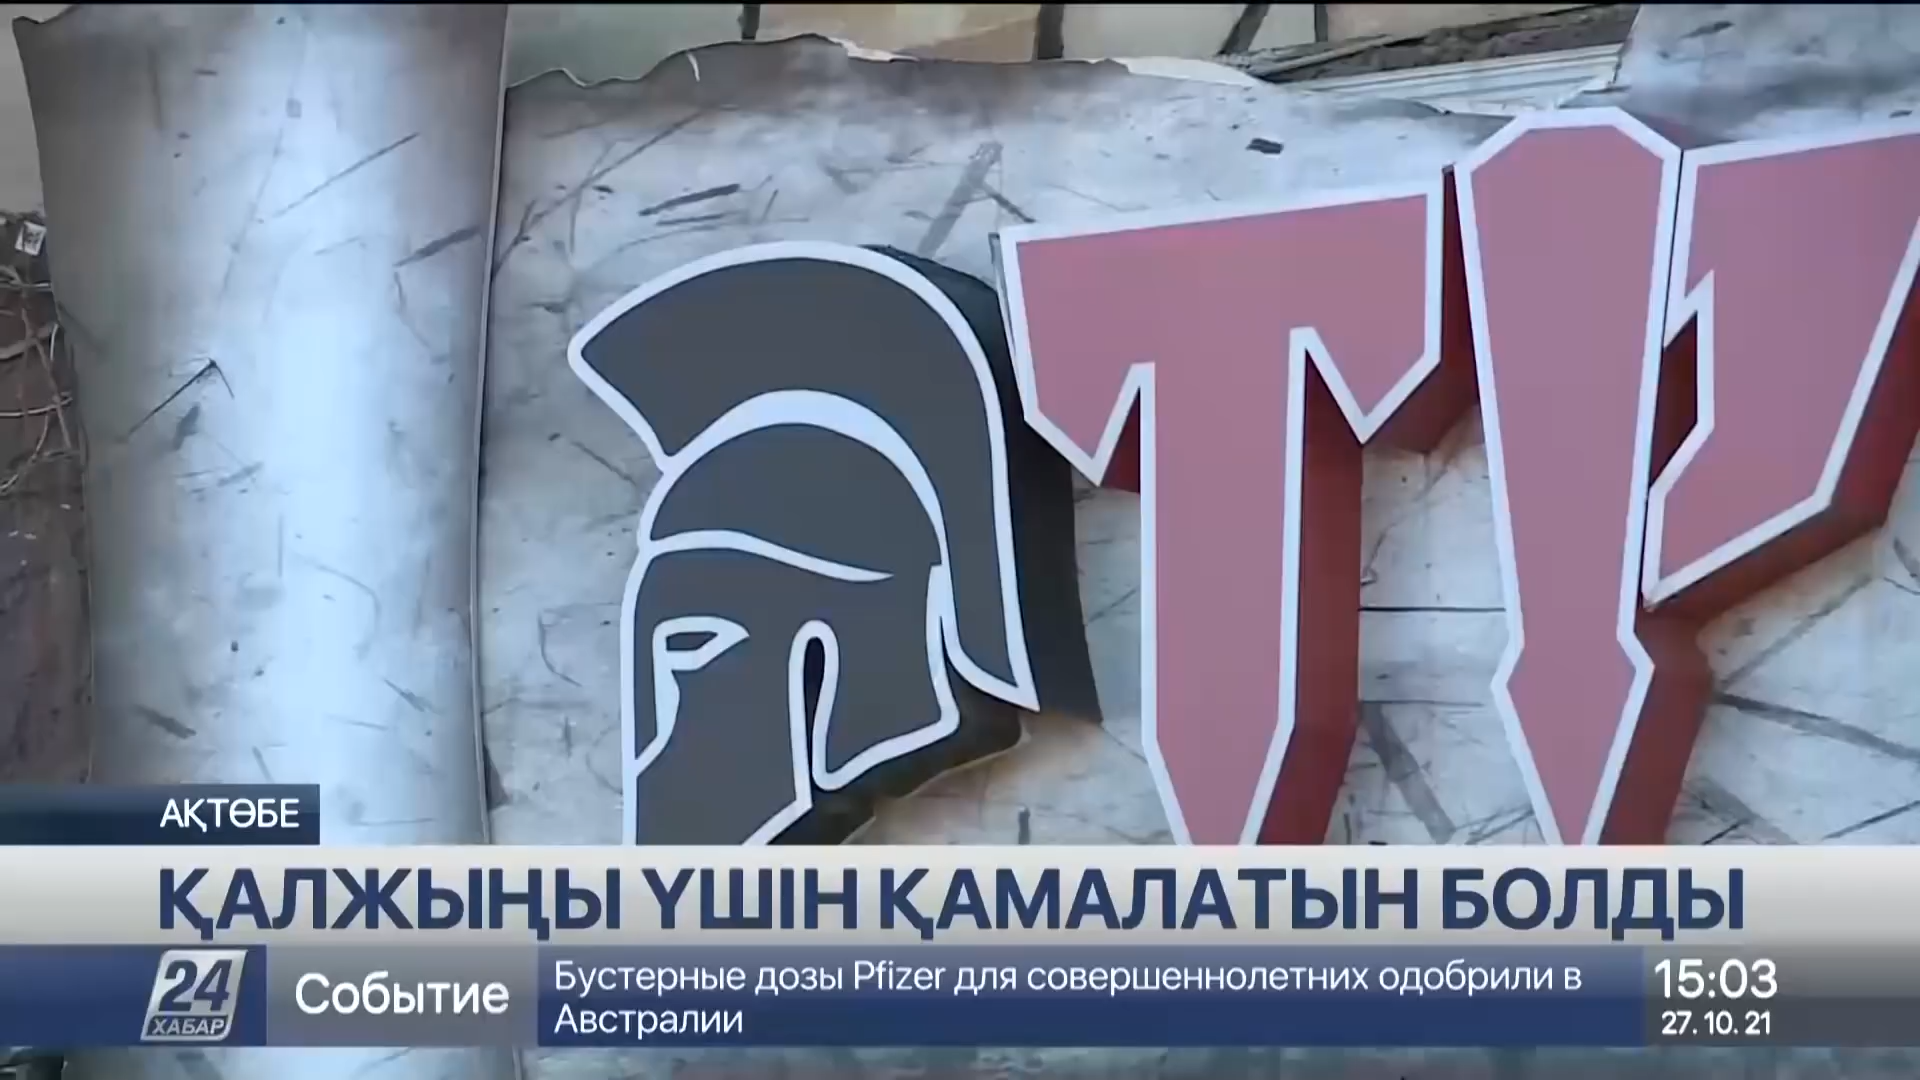 TI
АҚТӨБЕ
ҚАЛЖЫҢЫ ҮШІН ҚАМАЛАТЫН БОЛДЫ
24
ХАБАР
Событие
Бустерные дозы Pfizer для совершеннолетних одобрили в
Австралии
15:03
27. 10. 21